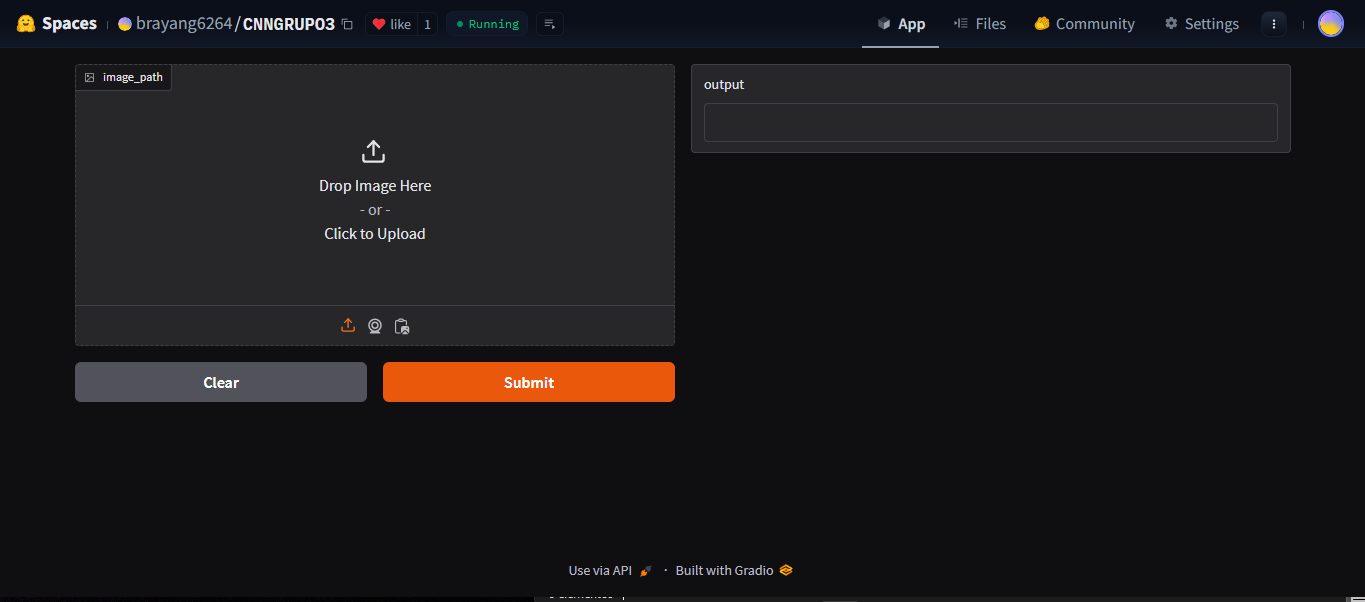 Spaces brayang6264/CNNGRUPO3 like 1 Running App Files Community Settings
image_path
output
Drop Image Here
- or -
Click to Upload
Clear Submit
Use via API · Built with Gradio